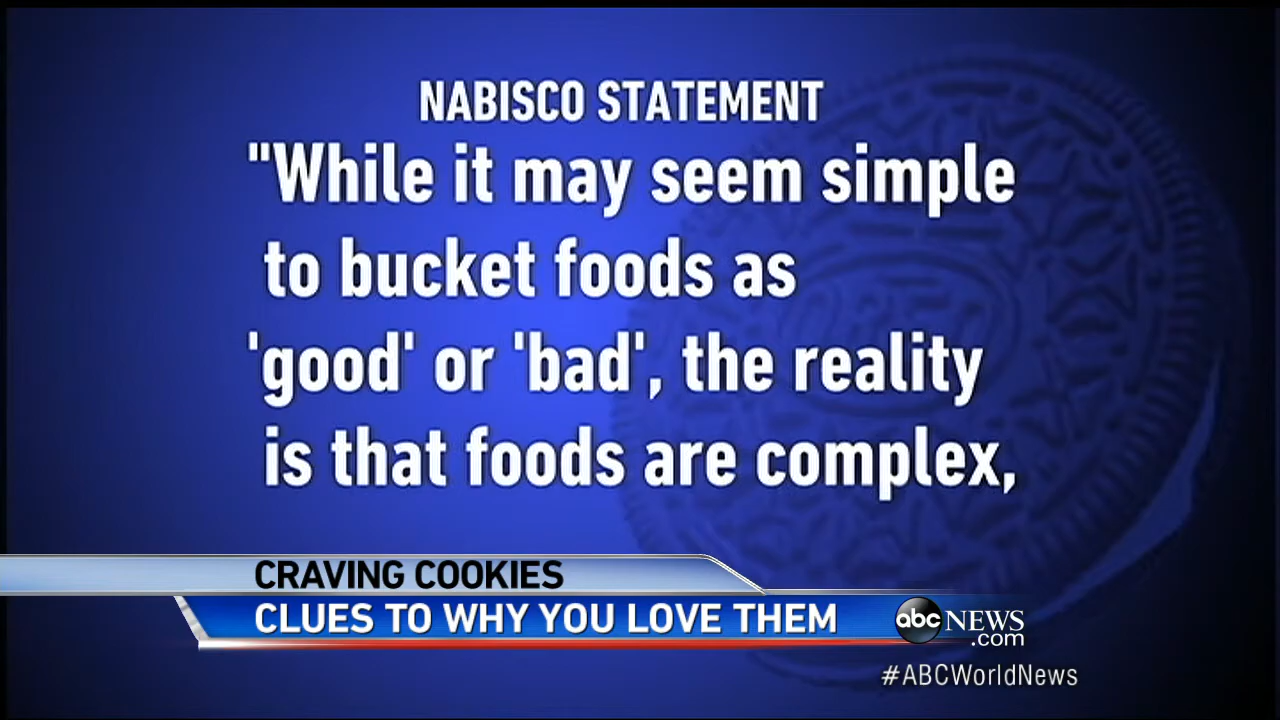 NABISCO STATEMENT
"While it may seem simple
to bucket foods as
'good' or 'bad', the reality
is that foods are complex,
CRAVING COOKIES
CLUES TO WHY YOU LOVE THEM
abc NEWS
.com
#ABCWorldNews